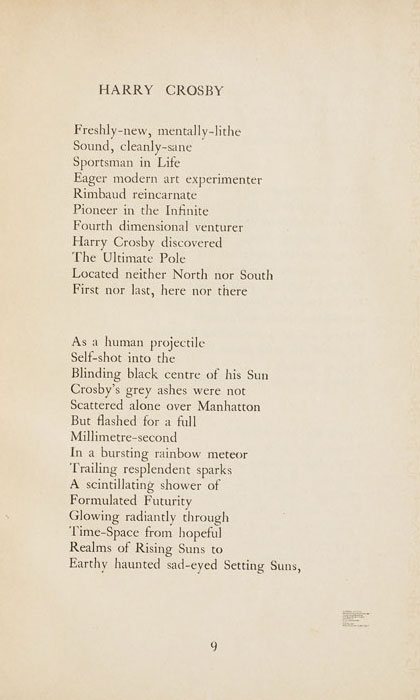 HARRY CROSBY
Freshly-new, mentally-lithe
Sound, cleanly-sane
Sportsman in Life
Eager modern art experimenter
Rimbaud reincarnate
Pioneer in the Infinite
Fourth dimensional venturer
Harry Crosby discovered
The Ultimate Pole
Located neither North nor South
First nor last, here nor there
As a human projectile
Self-shot into the
Blinding black centre of his Sun
Crosby's grey ashes were not
Scattered alone over Manhatton
But flashed for a full
Millimetre-second
In a bursting rainbow meteor
Trailing resplendent sparks
A scintillating shower of
Formulated Futurity
Glowing radiantly through
Time-Space from hopeful
Realms of Rising Suns to
Earthy haunted sad-eyed Setting Suns,
9